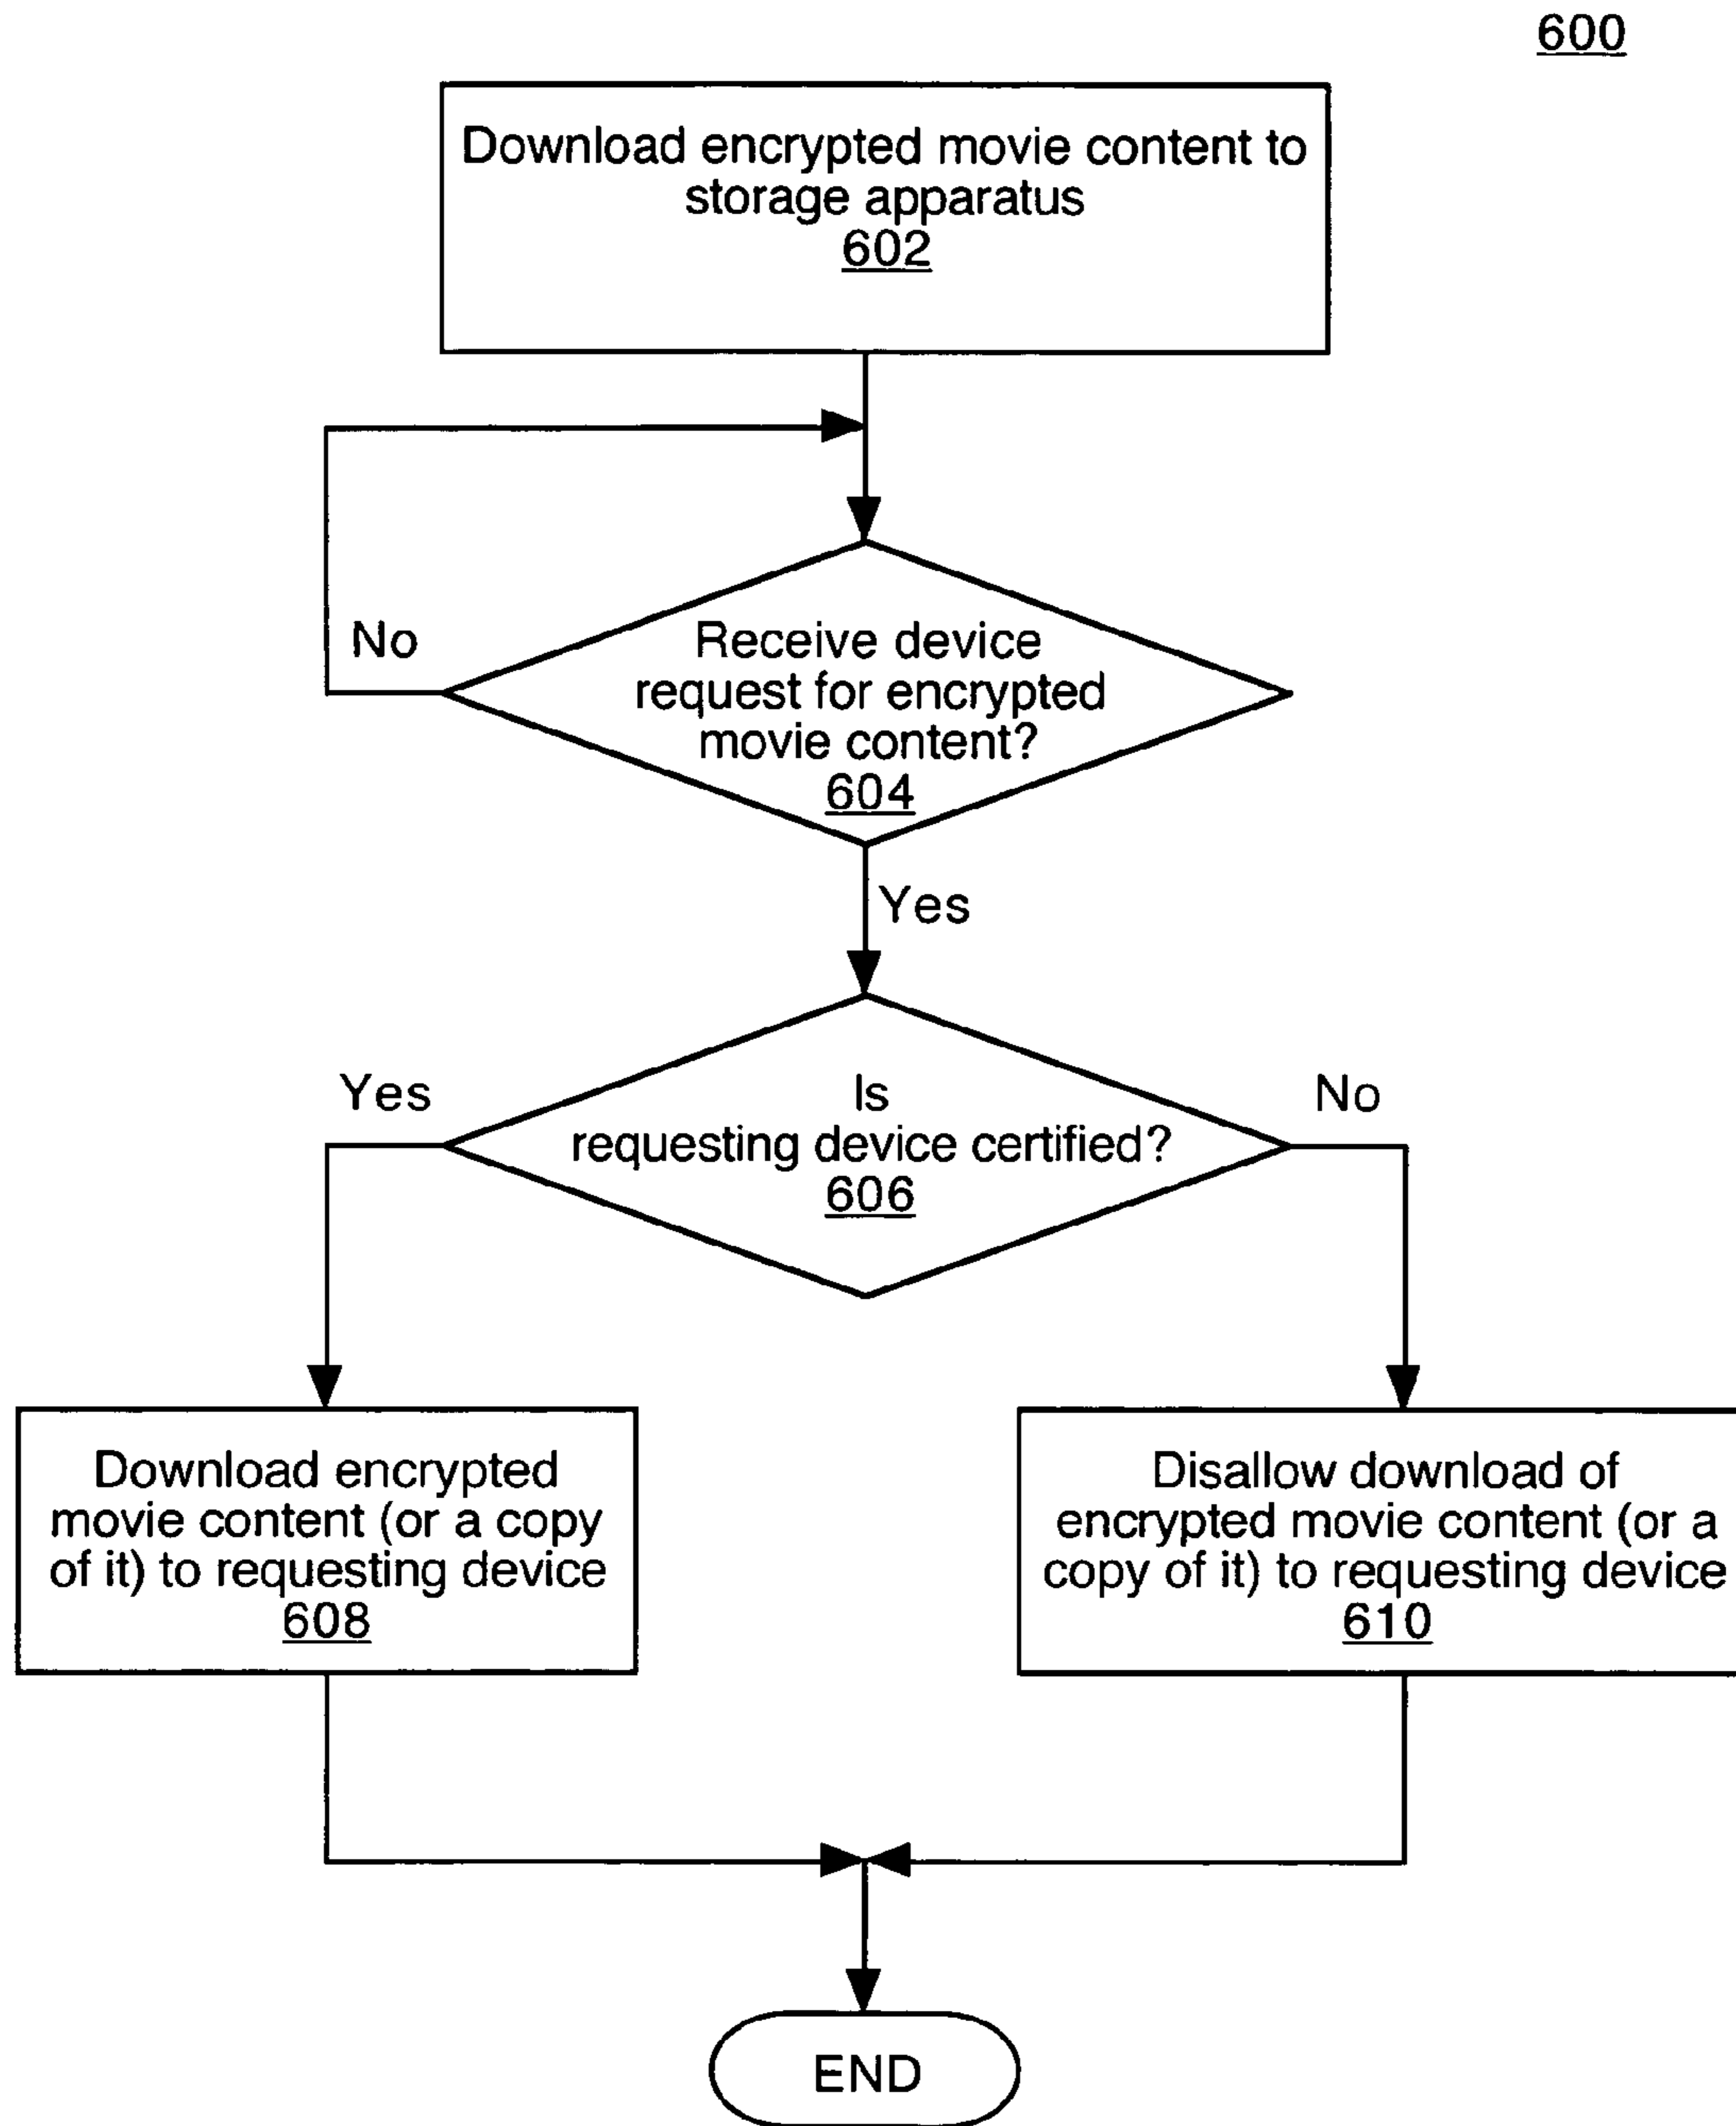 600
Download encrypted movie content to
storage apparatus
602
No
Receive device
request for encrypted
movie content?
604
Yes
Yes
Is
requesting device certified?
606
No
Download encrypted
movie content (or a copy
of it) to requesting device
608
Disallow download of
encrypted movie content (or a
copy of it) to requesting device
610
END